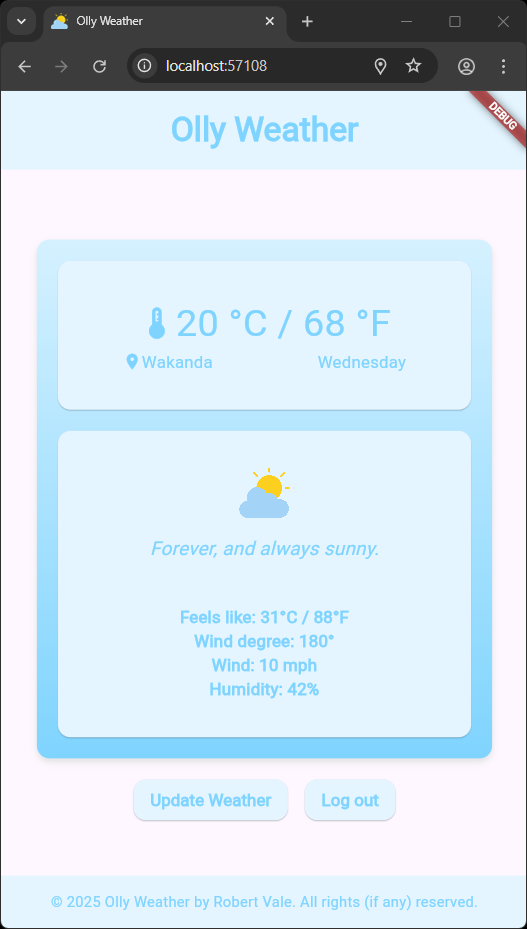 Olly Weather
localhost:57108
DEBUG
Olly Weather
20 °C / 68 °F
Wakanda Wednesday
Forever, and always sunny.
Feels like: 31°C / 88°F
Wind degree: 180°
Wind: 10 mph
Humidity: 42%
Update Weather Log out
© 2025 Olly Weather by Robert Vale. All rights (if any) reserved.